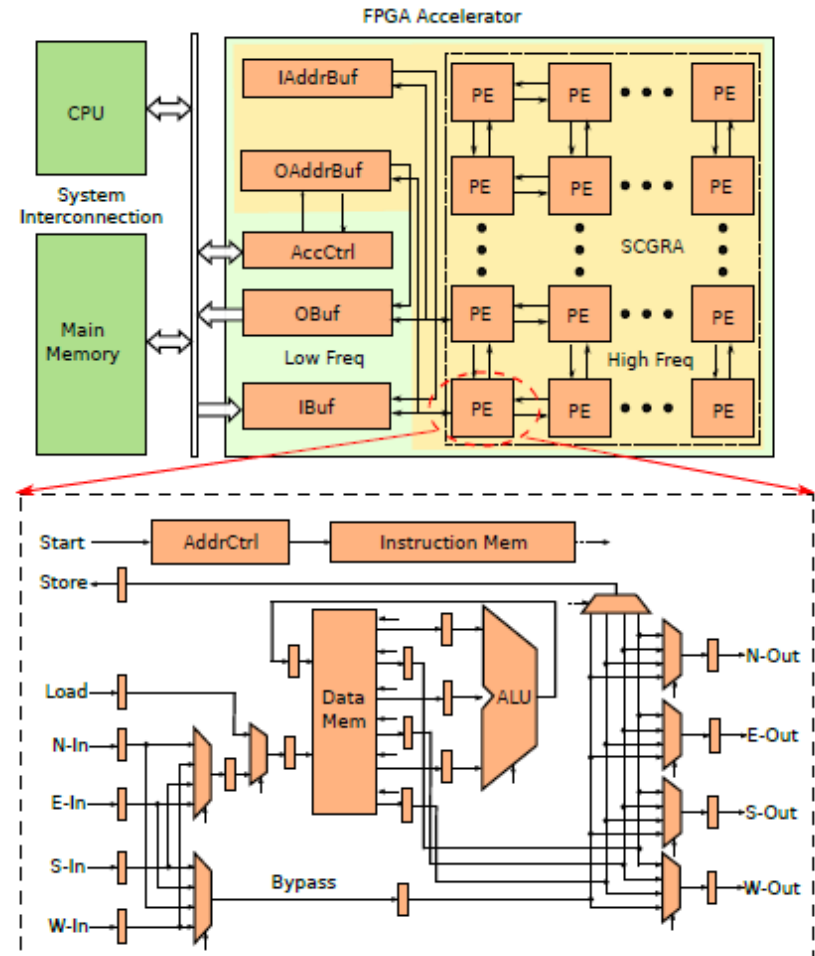 FPGA Accelerator
CPU
System
Interconnection
Main
Memory
IAddrBuf
OAddrBuf
AccCtrl
OBuf
Low Freq
IBuf
PE PE PE
PE PE PE
SCGRA
PE PE PE
High Freq
PE PE PE
Start
AddrCtrl
Instruction Mem
Store
Load
N-In
E-In
S-In
W-In
Data
Mem
ALU
Bypass
N-Out
E-Out
S-Out
W-Out